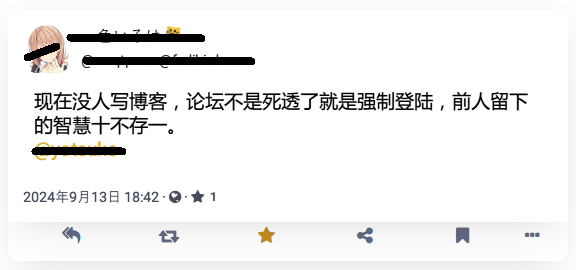 现在没人写博客，论坛不是死透了就是强制登陆，前人留下
的智慧十不存一。
2024年9月13日 18:42 · · 1